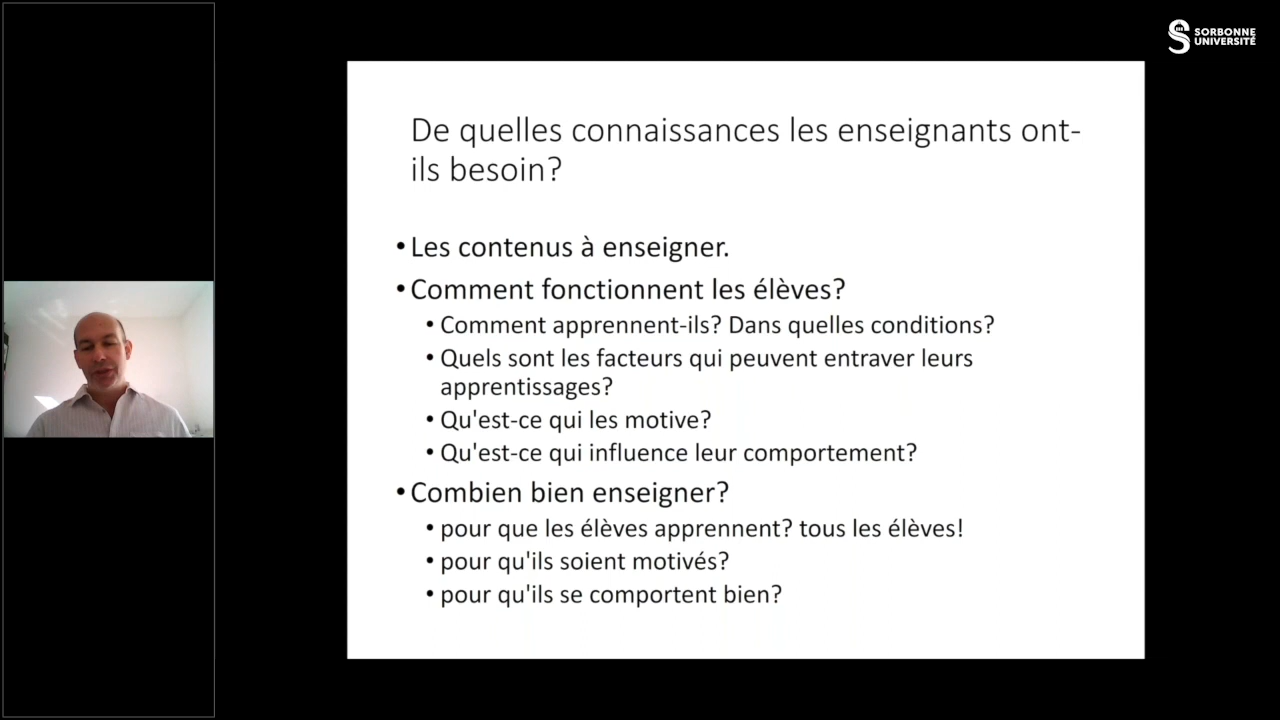 SORBONNE
UNIVERSITÉ
De quelles connaissances les enseignants ont-
ils besoin?
•Les contenus à enseigner.
•Comment fonctionnent les élèves?
•Comment apprennent-ils? Dans quelles conditions?
•Quels sont les facteurs qui peuvent entraver leurs
apprentissages?
•Qu'est-ce qui les motive?
•Qu'est-ce qui influence leur comportement?
•Combien bien enseigner?
•pour que les élèves apprennent? tous les élèves!
•pour qu'ils soient motivés?
•pour qu'ils se comportent bien?